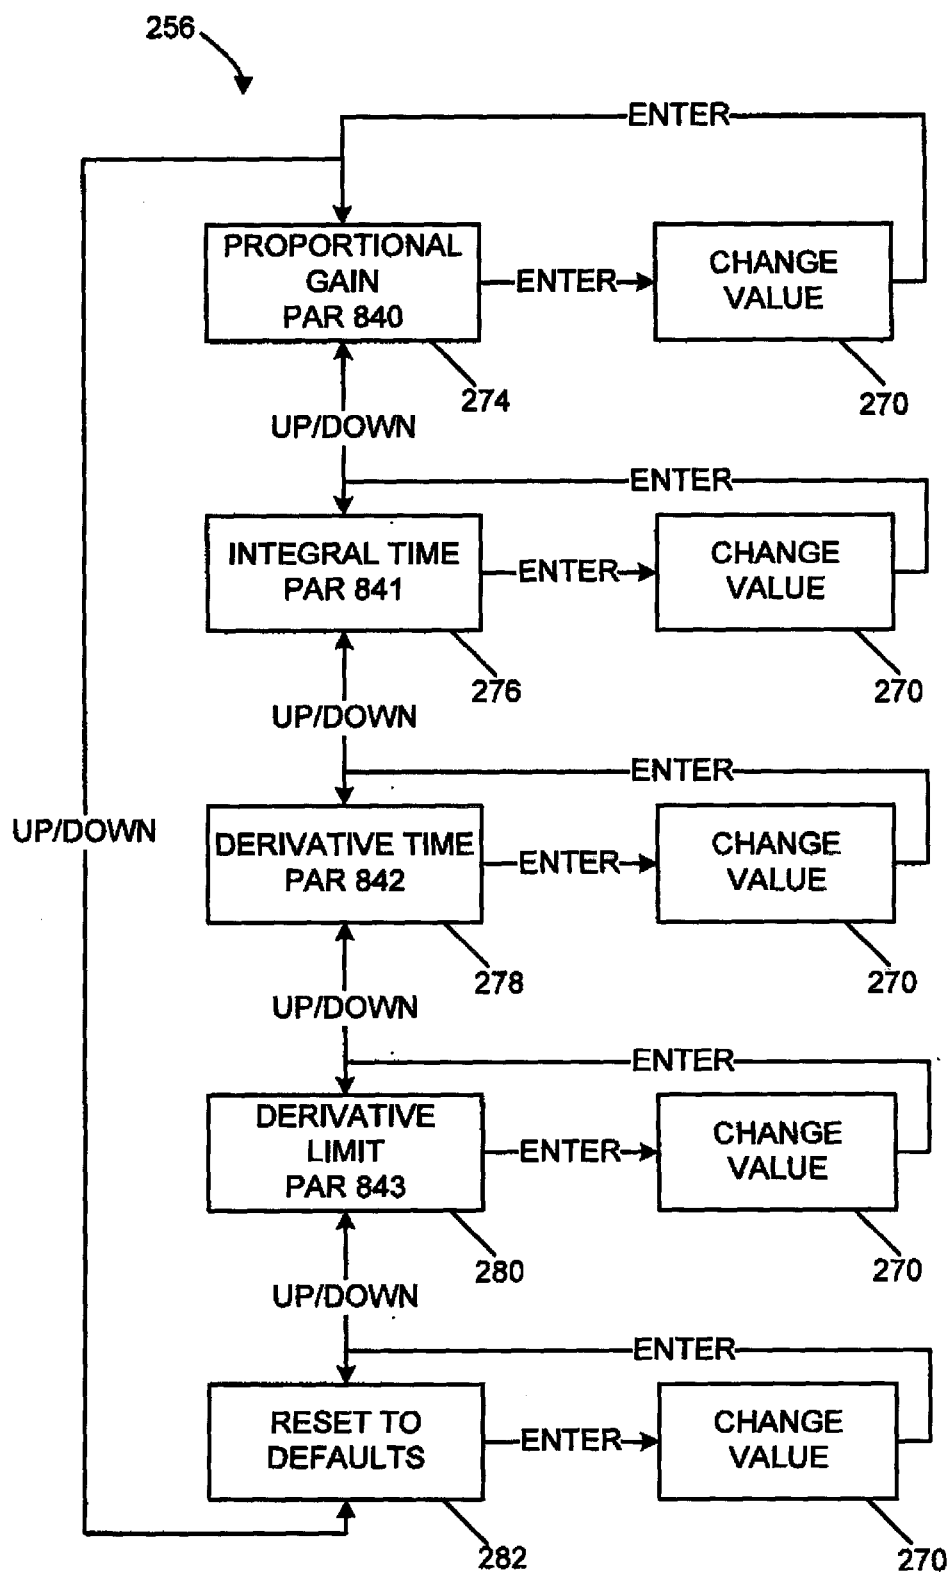 256
ENTER
PROPORTIONAL
GAIN
PAR 840
ENTER
CHANGE
VALUE
274
270
UP/DOWN
ENTER
INTEGRAL TIME
PAR 841
ENTER
CHANGE
VALUE
276
270
UP/DOWN
ENTER
UP/DOWN
DERIVATIVE TIME
PAR 842
ENTER
CHANGE
VALUE
278
270
UP/DOWN
ENTER
DERIVATIVE
LIMIT
PAR 843
ENTER
CHANGE
VALUE
280
270
UP/DOWN
ENTER
RESET TO
DEFAULTS
ENTER
CHANGE
VALUE
282
270